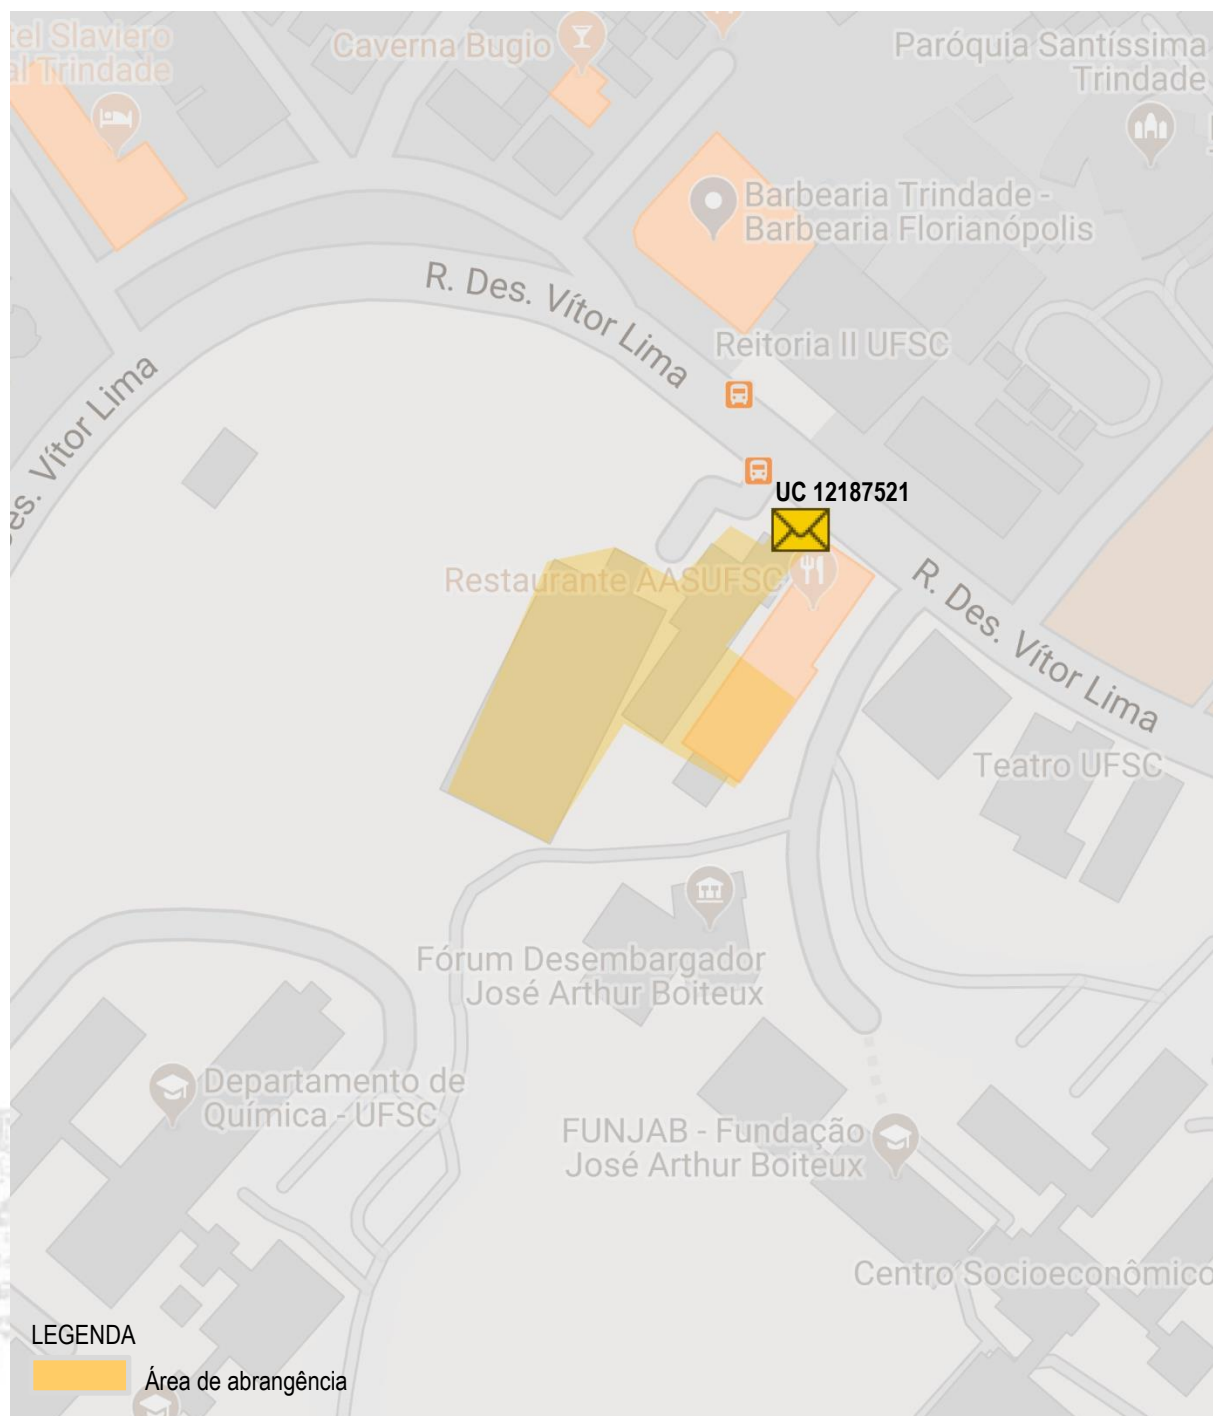 tel Slaviero
al Trindade
Caverna Bugio
Paróquia Santíssima
Trindade
Barbearia Trindade -
Barbearia Florianópolis
R. Des. Vítor Lima
Reitoria II UFSC
es. Vítor Lima
UC 12187521
Restaurante AASUFSC
R. Des. Vítor Lima
Teatro UFSC
Fórum Desembargador
José Arthur Boiteux
Departamento de
Química - UFSC
FUNJAB - Fundação
José Arthur Boiteux
Centro Socioeconômico
LEGENDA
Área de abrangência